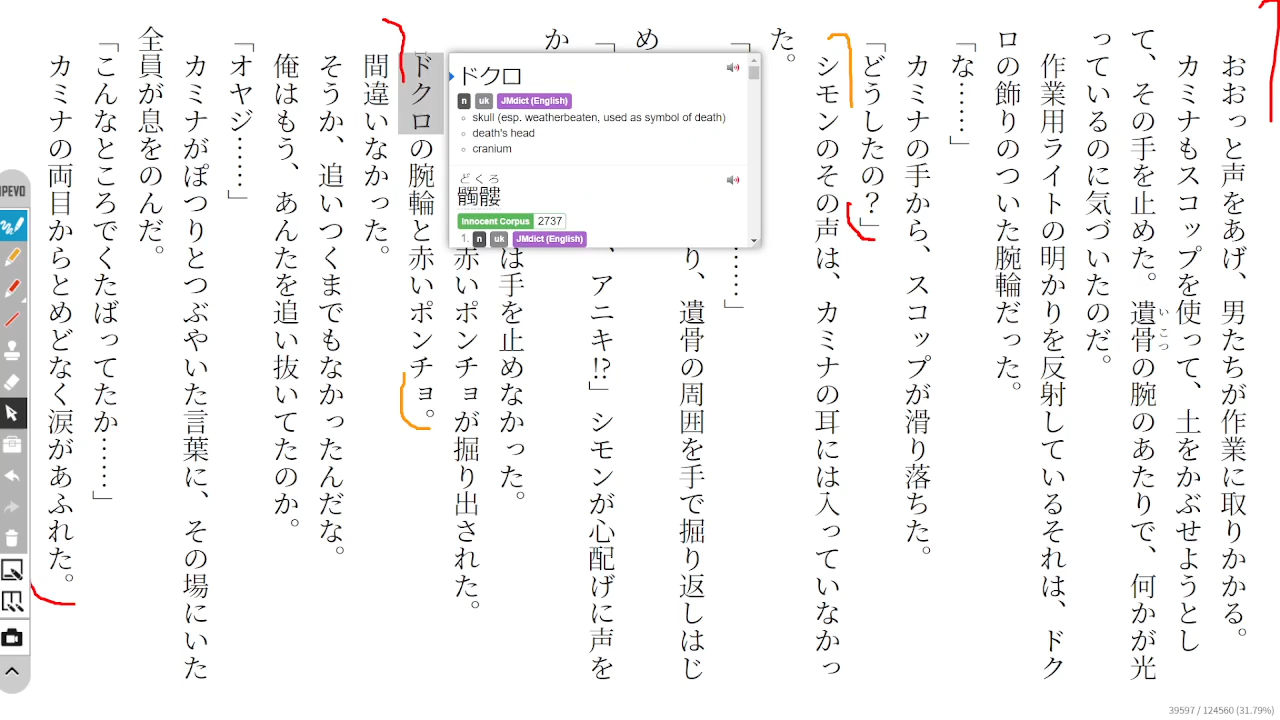 おおっと声をあげ、男たちが作業に取りかかる。
カミナもスコップを使って、土をかぶせようとし
いこつ
て、その手を止めた。遺骨の腕のあたりで、何かが光
っているのに気づいたのだ。
作業用ライトの明かりを反射しているそれは、ドク
ロの飾りのついた腕輪だった。
「な……」
カミナの手から、スコップが滑り落ちた。
「どうしたの？」
シモンのその声は、カミナの耳には入っていなかっ
た。
「……」
り、遺骨の周囲を手で掘り返しはじ
め
「、アニキ!?」シモンが心配げに声を
か
は手を止めなかった。
赤いポンチョが掘り出された。
ドクロの腕輪と赤いポンチョ。
間違いなかった。
そうか、追いつくまでもなかったんだな。
俺はもう、あんたを追い抜いてたのか。
「オヤジ……」
カミナがぽつりとつぶやいた言葉に、その場にいた
全員が息をのんだ。
「こんなところでくたばってたか……」
カミナの両目からとめどなく涙があふれた。
ドクロ
n uk JMdict (English)
skull (esp. weatherbeaten, used as symbol of death)
death's head
cranium
どくろ
髑髏
Innocent Corpus 2737
1. n uk JMdict (English)
IPEVO
39597 / 124560 (31.79%)